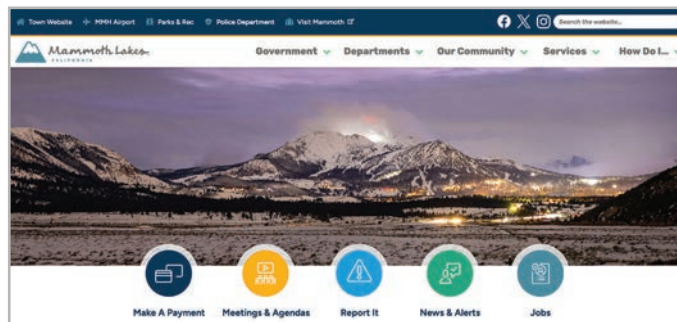 Town Website MMH Airport Parks & Rec Police Department Visit Mammoth Search the website...
Mammoth Lakes
CALIFORNIA
Government Departments Our Community Services How Do I...
Make A Payment Meetings & Agendas Report It News & Alerts Jobs